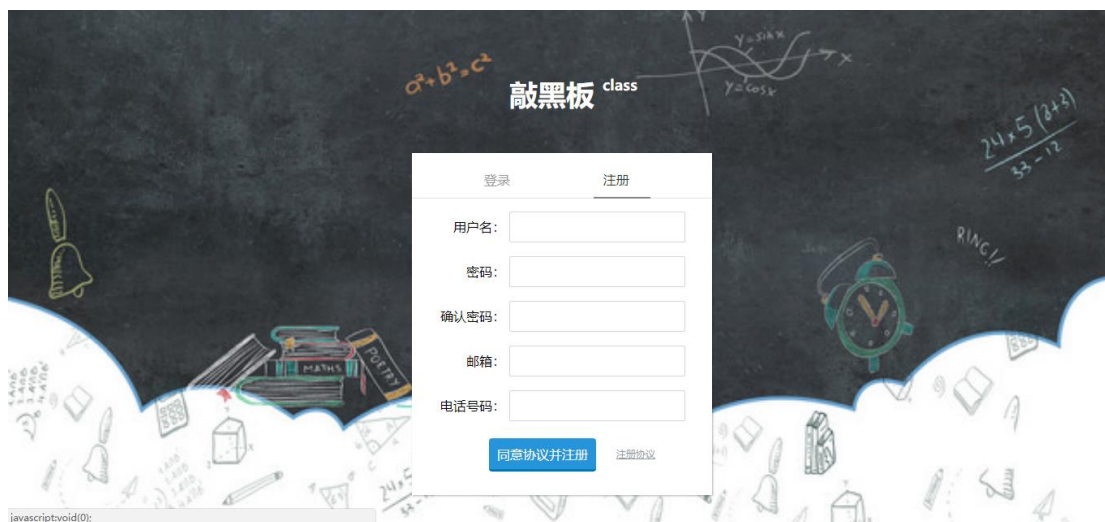 a²+b²=c²
y
y=sinx
x
y=cosx
敲黑板 class
24×5(3+3)
33-12
登录 注册
用户名：
密码：
RING!!
确认密码：
MATHS
POETRY
邮箱：
电话号码：
同意协议并注册 注册协议
javascript:void(0);